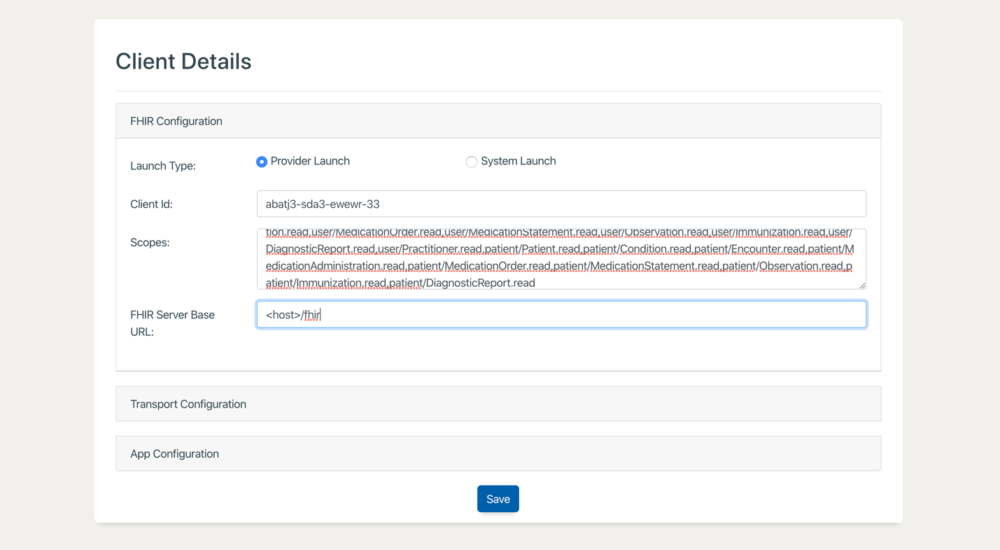 Client Details
FHIR Configuration
Launch Type:
Provider Launch
System Launch
Client Id:
abatj3-sda3-ewewr-33
Scopes:
tion.read,user/MedicationOrder.read,user/MedicationStatement.read,user/Observation.read,user/Immunization.read,user/
DiagnosticReport.read,user/Practitioner.read,patient/Patient.read,patient/Condition.read,patient/Encounter.read,patient/M
edicationAdministration.read,patient/MedicationOrder.read,patient/MedicationStatement.read,patient/Observation.read,p
atient/Immunization.read,patient/DiagnosticReport.read
FHIR Server Base
URL:
<host>/fhir
Transport Configuration
App Configuration
Save